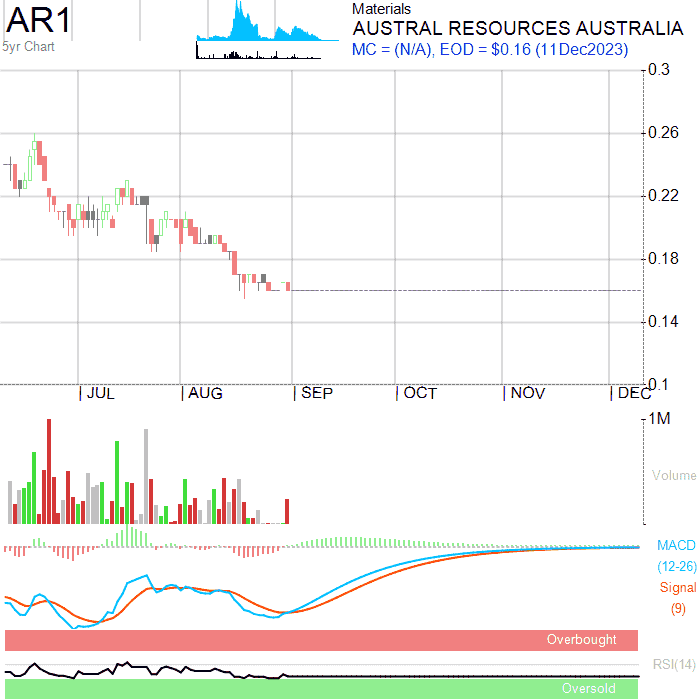 AR1
5yr Chart
Materials
AUSTRAL RESOURCES AUSTRALIA
MC = (N/A), EOD = $0.16 (11Dec2023)
0.3
0.26
0.22
0.18
0.14
0.1
JUL AUG SEP OCT NOV DEC
1M
Volume
MACD
(12-26)
Signal
(9)
Overbought
RSI(14)
Oversold